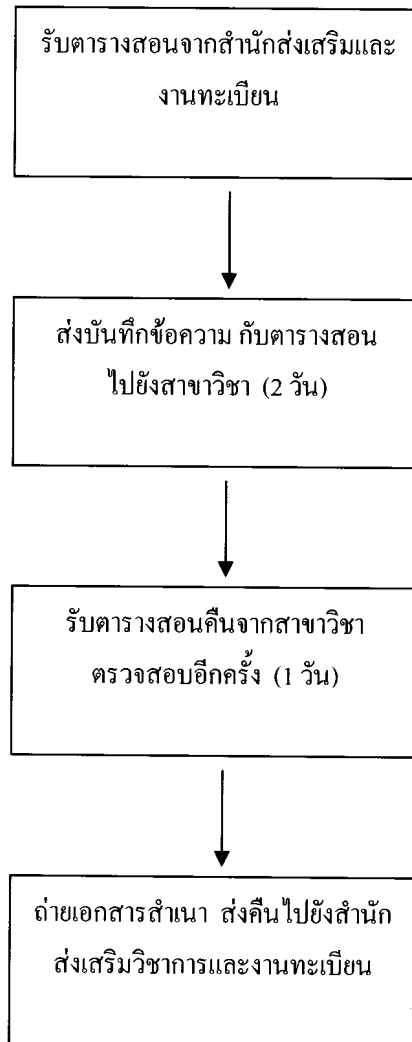 รับตารางสอนจากสำนักส่งเสริมและ
งานทะเบียน
ส่งบันทึกข้อความ กับตารางสอน
ไปยังสาขาวิชา (2 วัน)
รับตารางสอนคืนจากสาขาวิชา
ตรวจสอบอีกครั้ง (1 วัน)
ถ่ายเอกสารสำเนา ส่งคืนไปยังสำนัก
ส่งเสริมวิชาการและงานทะเบียน